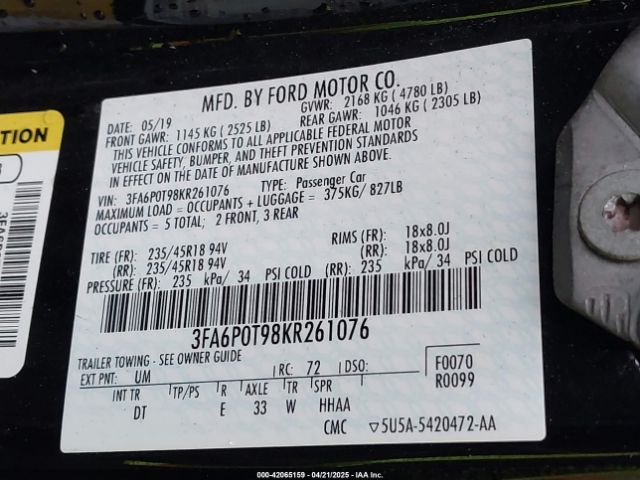 MFD. BY FORD MOTOR CO.
DATE: 05/19 GVWR: 2168 KG ( 4780 LB)
FRONT GAWR: 1145 KG ( 2525 LB) REAR GAWR: 1046 KG ( 2305 LB)
THIS VEHICLE CONFORMS TO ALL APPLICABLE FEDERAL MOTOR
VEHICLE SAFETY, BUMPER, AND THEFT PREVENTION STANDARDS
IN EFFECT ON THE DATE OF MANUFACTURE SHOWN ABOVE.
VIN: 3FA6P0T98KR261076 TYPE: Passenger Car
MAXIMUM LOAD = OCCUPANTS + LUGGAGE = 375KG/ 827LB
OCCUPANTS = 5 TOTAL; 2 FRONT, 3 REAR
TIRE (FR): 235/45R18 94V RIMS (FR): 18x8.0J
(RR): 235/45R18 94V (RR): 18x8.0J
PRESSURE (FR): 235 kPa/ 34 PSI COLD (RR): 235 kPa/ 34 PSI COLD
3FA6P0T98KR261076
TRAILER TOWING - SEE OWNER GUIDE
EXT PNT: UM RC: 72 DSO: F0070
INT TR TP/PS R AXLE TR SPR R0099
DT E 33 W HHAA
CMC ▽5U5A-5420472-AA
000-42065159 - 04/21/2025 - IAA Inc.